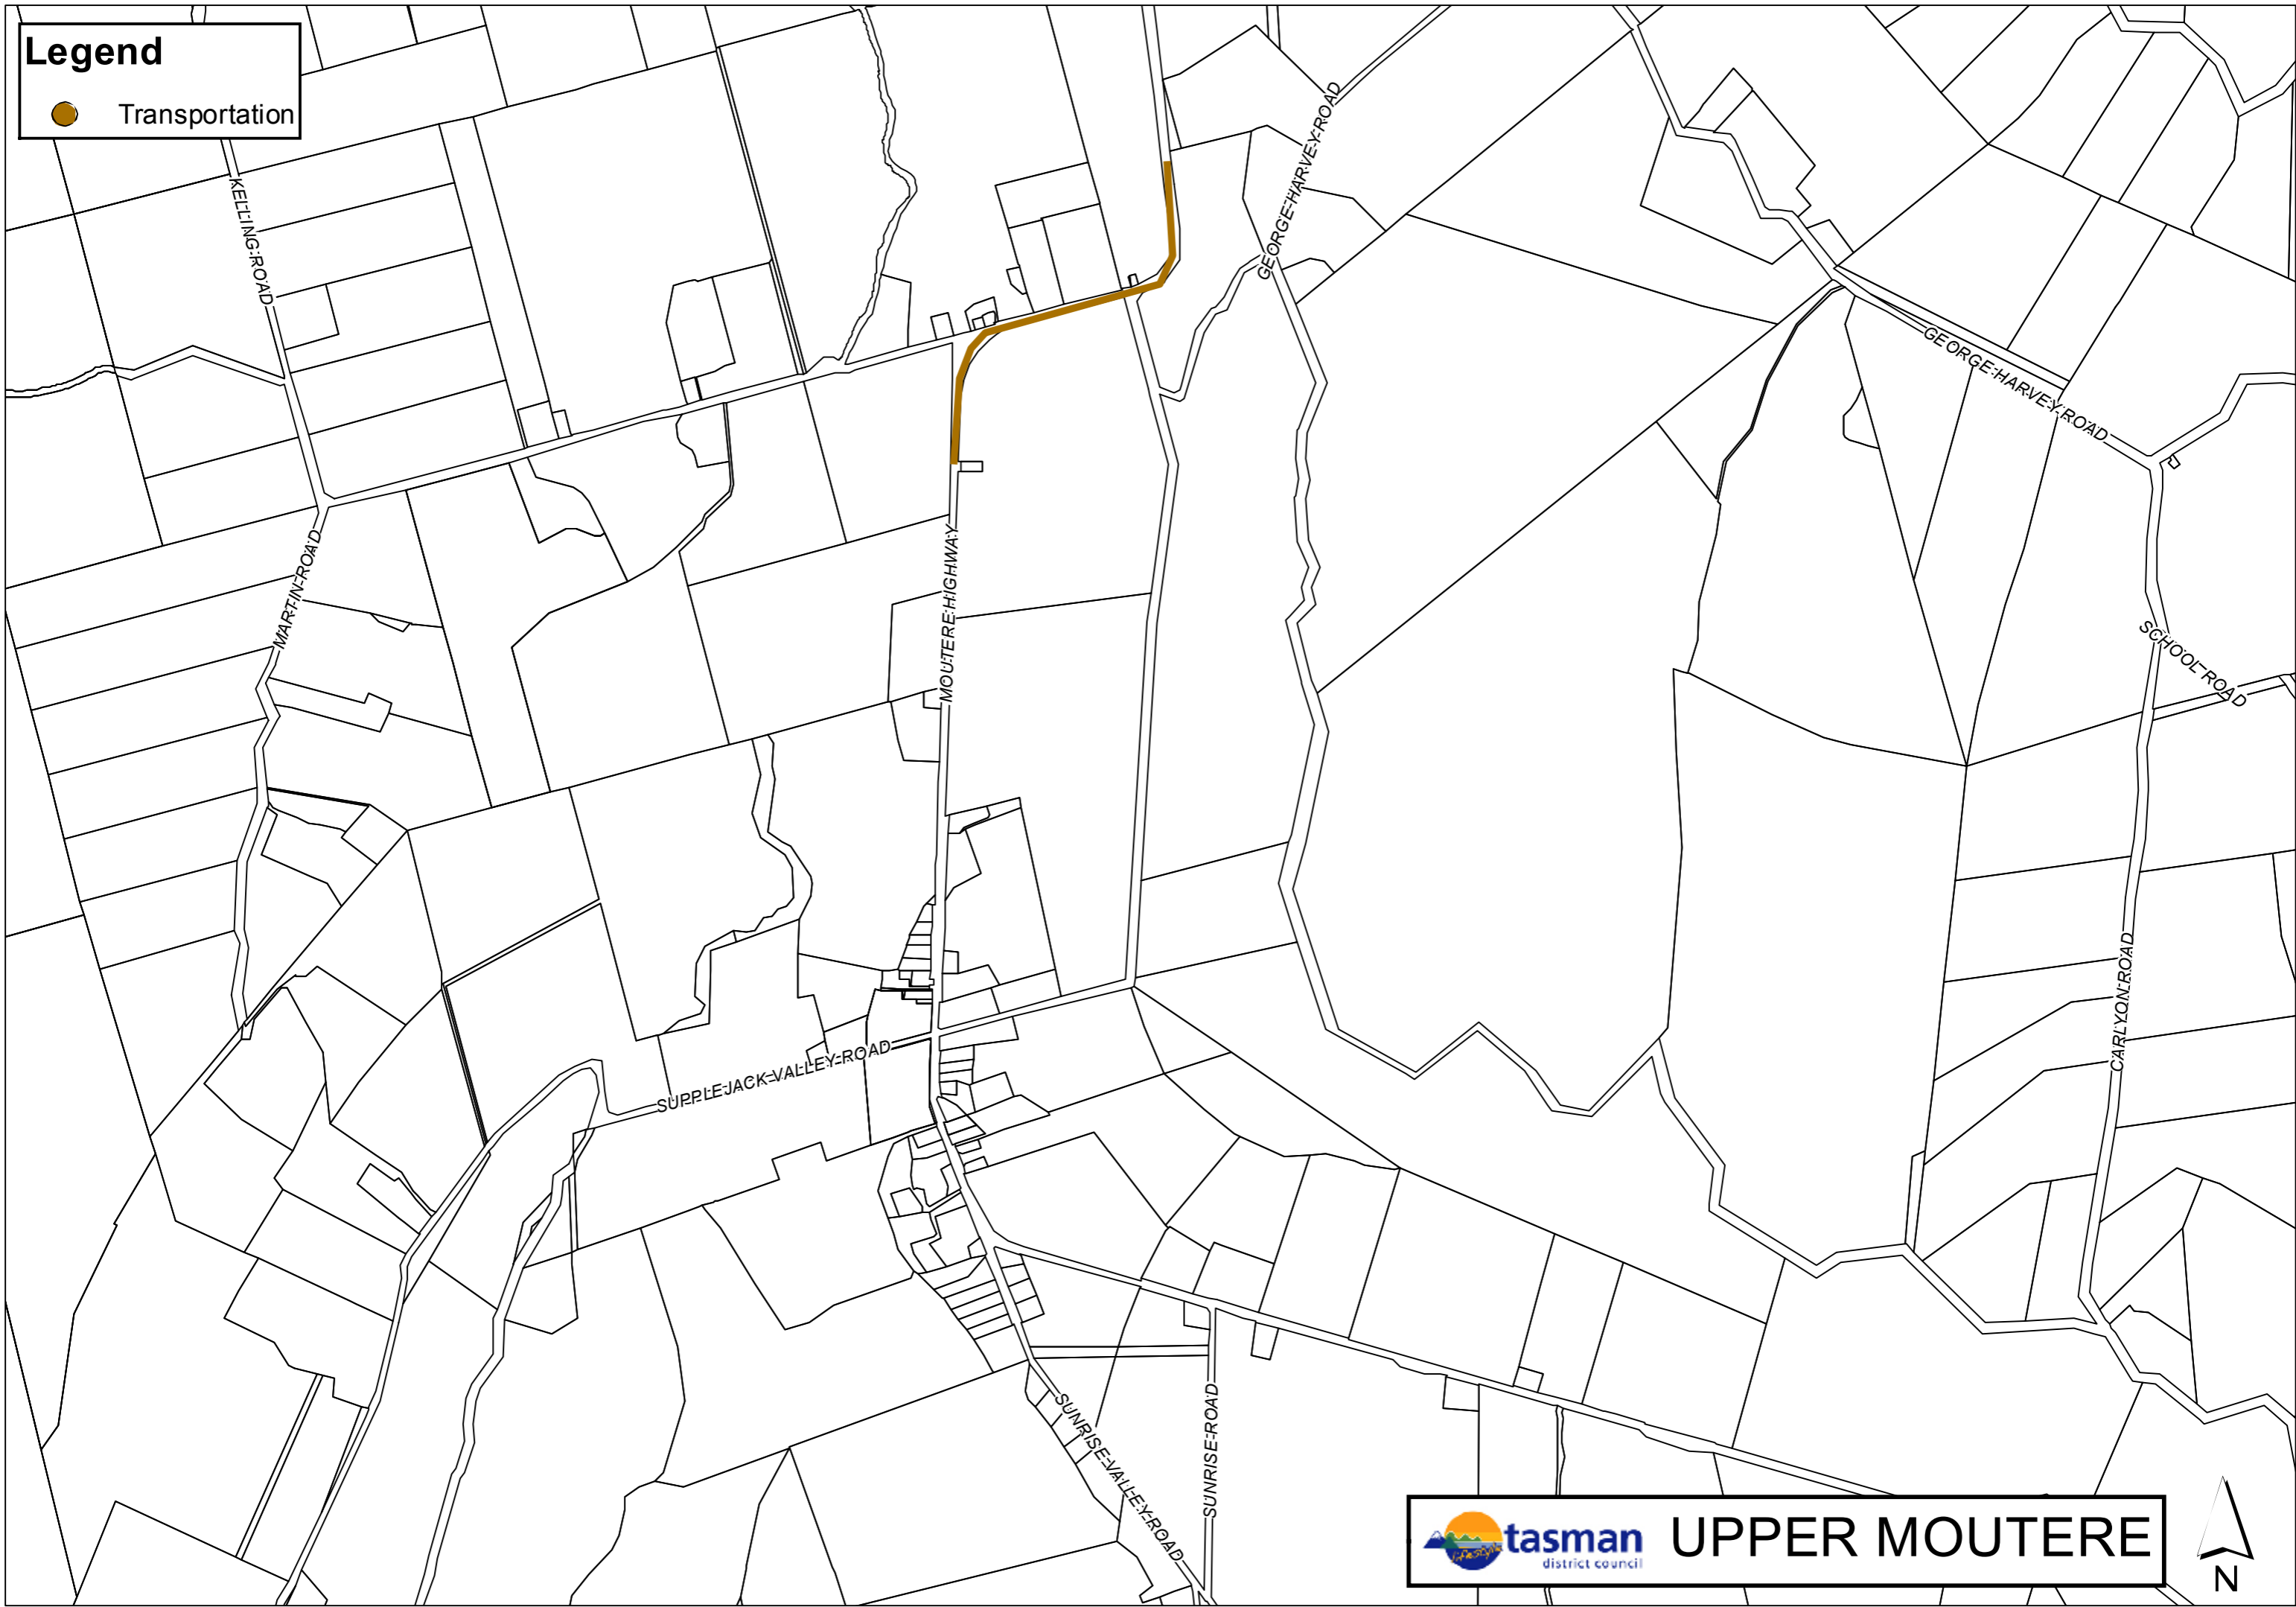 Legend
Transportation
KELLING ROAD
GEORGE HARVEY ROAD
GEORGE HARVEY ROAD
MARTIN ROAD
MOUTERE HIGHWAY
SCHOOL ROAD
CARLYON ROAD
SUPPLEJACK VALLEY ROAD
SUNRISE VALLEY ROAD
SUNRISE ROAD
tasman
district council
UPPER MOUTERE
N